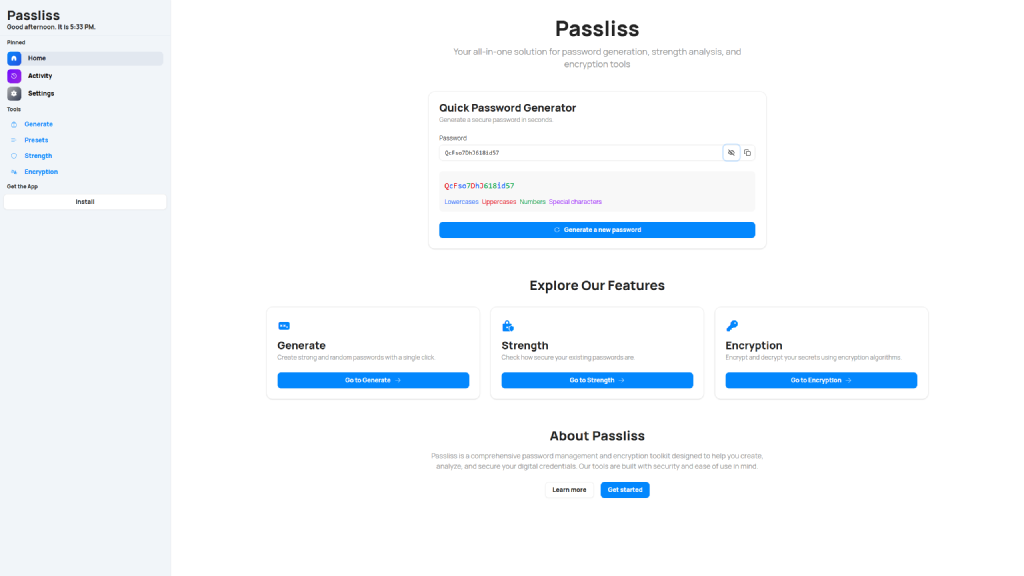 Passliss
Good afternoon. It is 5:33 PM.
Pinned
Home
Activity
Settings
Tools
Generate
Presets
Strength
Encryption
Get the App
Install
Passliss
Your all-in-one solution for password generation, strength analysis, and
encryption tools
Quick Password Generator
Generate a secure password in seconds.
Password
QcFso7DhJ618id57
QcFso7DhJ618id57
Lowercases Uppercases Numbers Special characters
Generate a new password
Explore Our Features
Generate
Create strong and random passwords with a single click.
Go to Generate
Strength
Check how secure your existing passwords are.
Go to Strength
Encryption
Encrypt and decrypt your secrets using encryption algorithms.
Go to Encryption
About Passliss
Passliss is a comprehensive password management and encryption toolkit designed to help you create,
analyze, and secure your digital credentials. Our tools are built with security and ease of use in mind.
Learn more
Get started